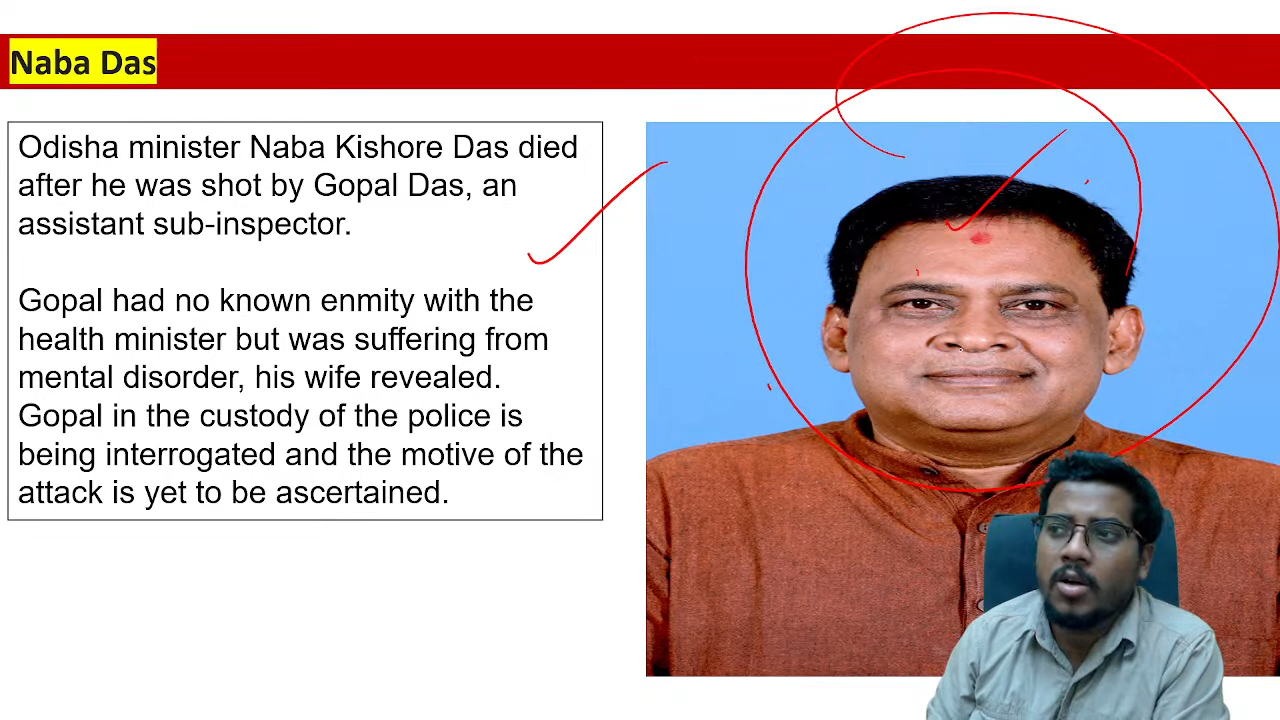 Naba Das
Odisha minister Naba Kishore Das died
after he was shot by Gopal Das, an
assistant sub-inspector.
Gopal had no known enmity with the
health minister but was suffering from
mental disorder, his wife revealed.
Gopal in the custody of the police is
being interrogated and the motive of the
attack is yet to be ascertained.